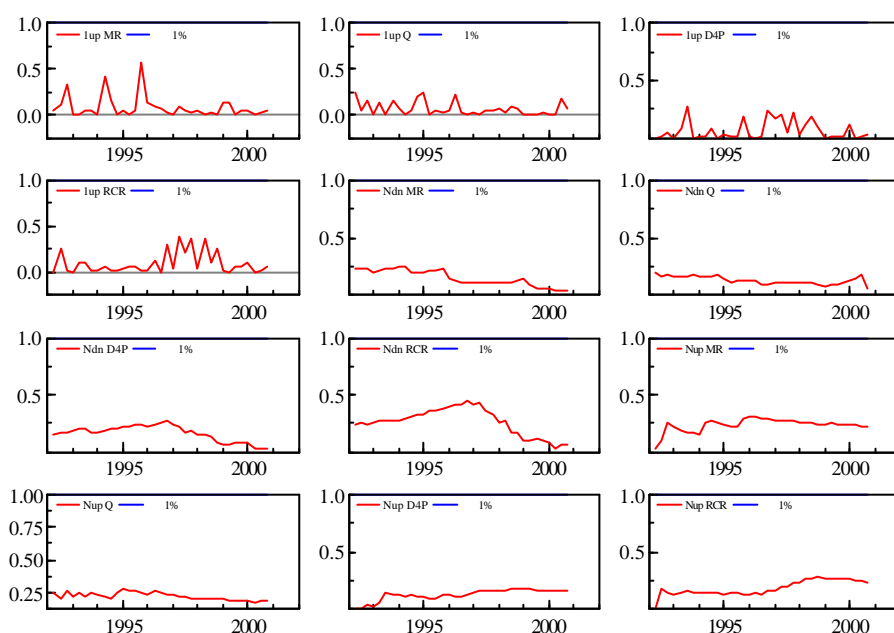 1.0 1up MR 1% 1.0 1up Q 1% 1.0 1up D4P 1%
0.5 0.5 0.5
0.0 0.0
1995 2000 1995 2000 1995 2000
1.0 1up RCR 1% 1.0 Ndn MR 1% 1.0 Ndn Q 1%
0.5 0.5 0.5
0.0
1995 2000 1995 2000 1995 2000
1.0 Ndn D4P 1% 1.0 Ndn RCR 1% 1.0 Nup MR 1%
0.5 0.5 0.5
1995 2000 1995 2000 1995 2000
1.00 Nup Q 1% 1.0 Nup D4P 1% 1.0 Nup RCR 1%
0.75
0.50 0.5 0.5
0.25
1995 2000 1995 2000 1995 2000